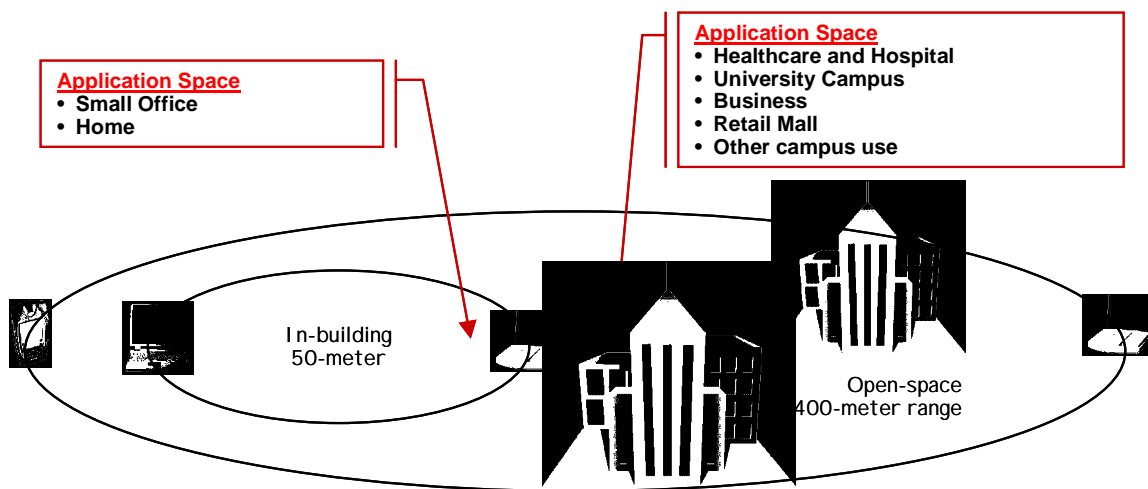 Application Space
• Small Office
• Home
Application Space
• Healthcare and Hospital
• University Campus
• Business
• Retail Mall
• Other campus use
In-building
50-meter
Open-space
400-meter range